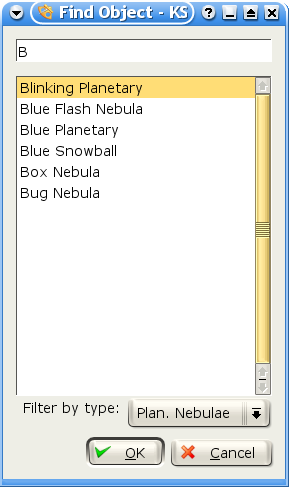 Find Object - KS
B
Blinking Planetary
Blue Flash Nebula
Blue Planetary
Blue Snowball
Box Nebula
Bug Nebula
Filter by type: Plan. Nebulae
OK Cancel